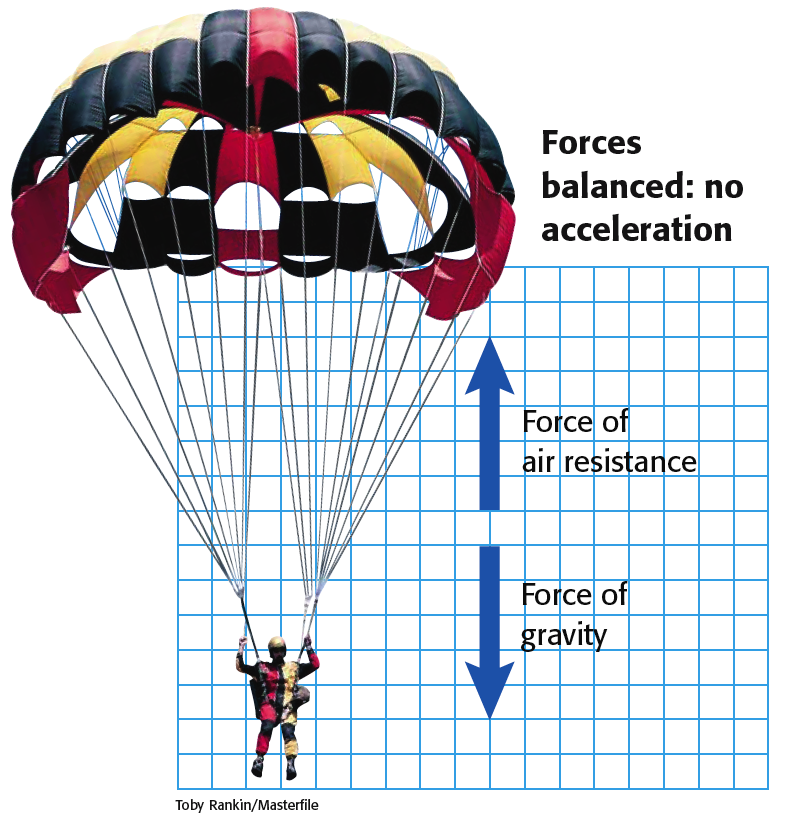 Forces
balanced: no
acceleration
Force of
air resistance
Force of
gravity
Toby Rankin/Masterfile